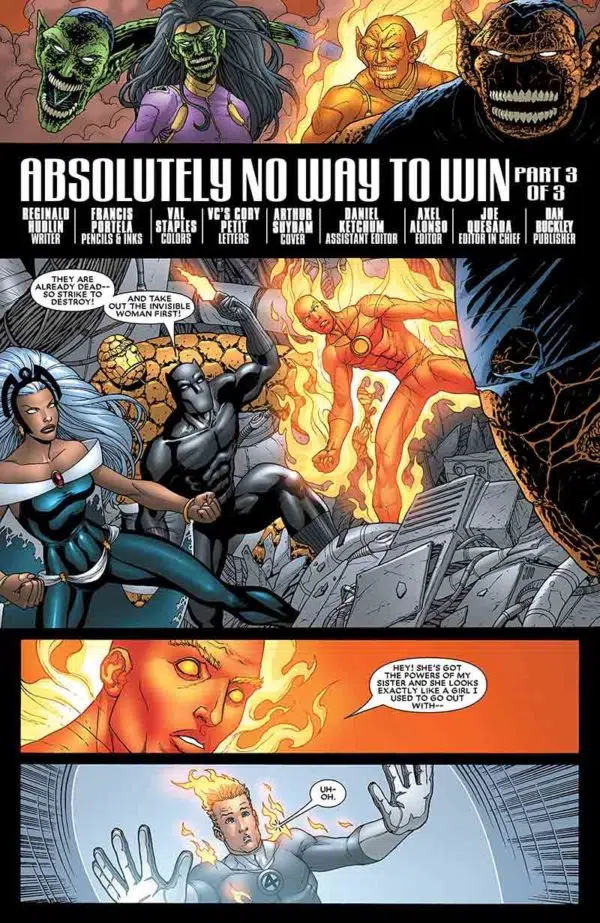 ABSOLUTELY NO WAY TO WIN
PART 3
OF 3
REGINALD
HUDLIN
WRITER
FRANCIS
PORTELA
PENCILS & INKS
VAL
STAPLES
COLORS
VC'S CORY
PETIT
LETTERS
ARTHUR
SUYDAM
COVER
DANIEL
KETCHUM
ASSISTANT EDITOR
AXEL
ALONSO
EDITOR
JOE
QUESADA
EDITOR IN CHIEF
DAN
BUCKLEY
PUBLISHER
THEY ARE
ALREADY DEAD--
SO STRIKE TO
DESTROY!
AND TAKE
OUT THE INVISIBLE
WOMAN FIRST!
HEY! SHE'S GOT
THE POWERS OF MY
SISTER AND SHE LOOKS
EXACTLY LIKE A GIRL I
USED TO GO OUT
WITH--
UH-
OH.
4